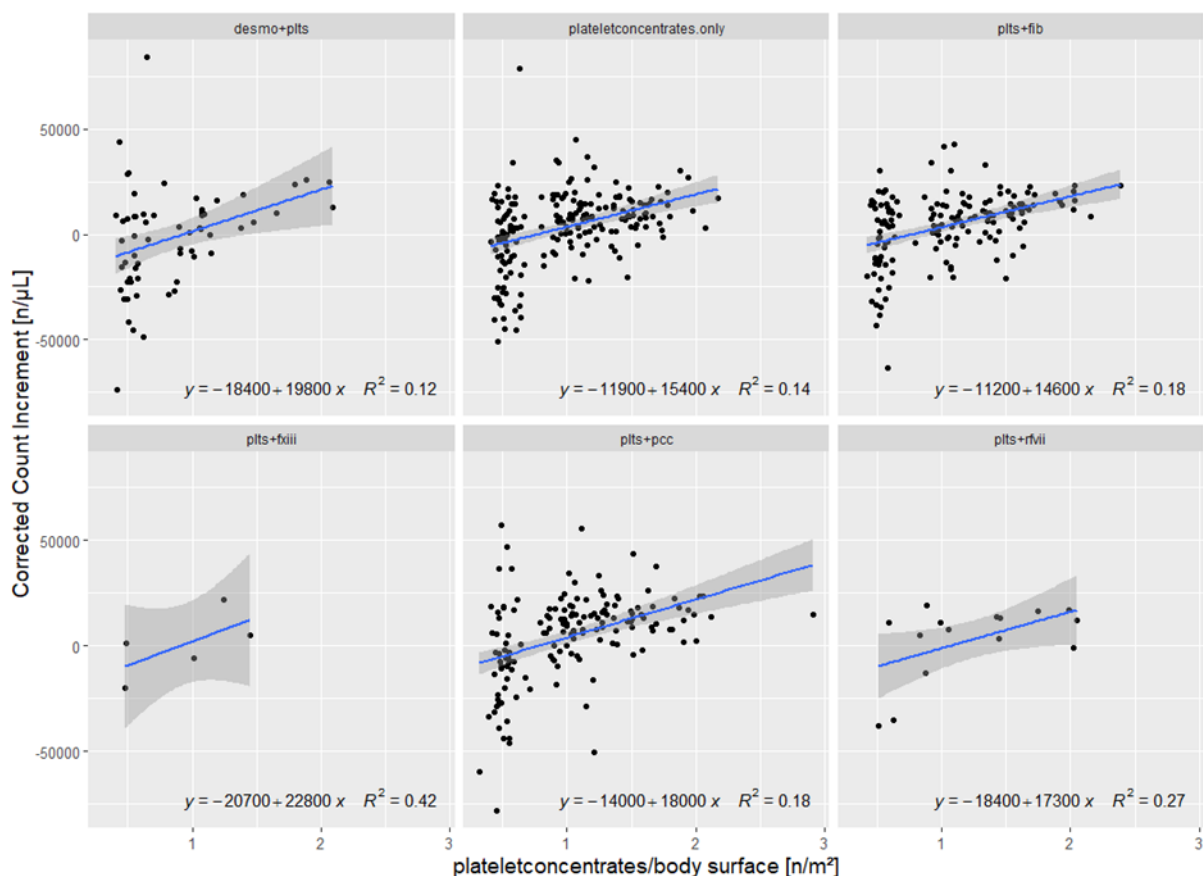 desmo+plts
plateletconcentrates.only
plts+fib
50000
0
-50000
y = −18400+19800 x R² = 0.12
y = −11900+15400 x R² = 0.14
y = −11200+14600 x R² = 0.18
Corrected Count Increment [n/µL]
plts+fxiii
plts+pcc
plts+rfvii
50000
0
-50000
y = −20700+22800 x R² = 0.42
y = −14000+18000 x R² = 0.18
y = −18400+17300 x R² = 0.27
1 2 3
1 2 3
1 2 3
plateletconcentrates/body surface [n/m²]